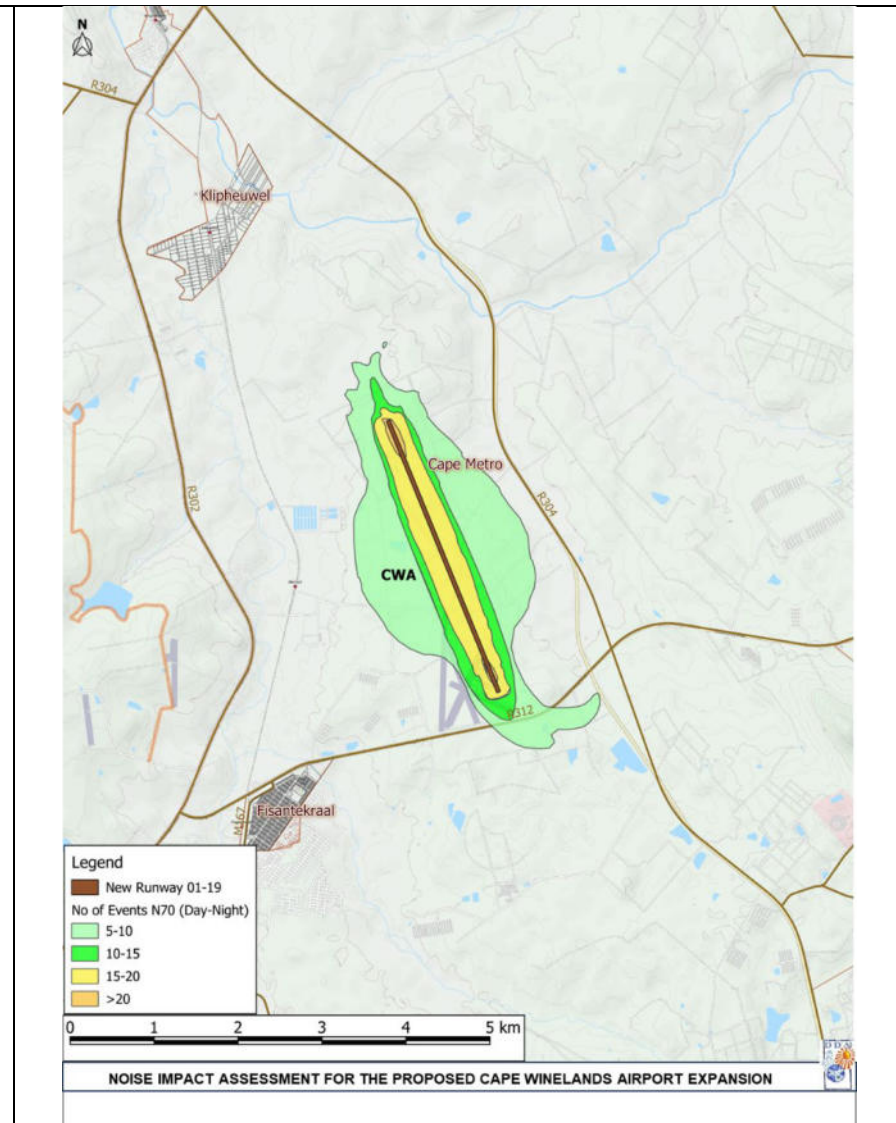 N
R304
Klipheuwel
Cape Metro
R302
R304
CWA
R312
Fisantekraal
M167
Legend
New Runway 01-19
No of Events N70 (Day-Night)
5-10
10-15
15-20
>20
0 1 2 3 4 5 km
DDA
NOISE IMPACT ASSESSMENT FOR THE PROPOSED CAPE WINELANDS AIRPORT EXPANSION